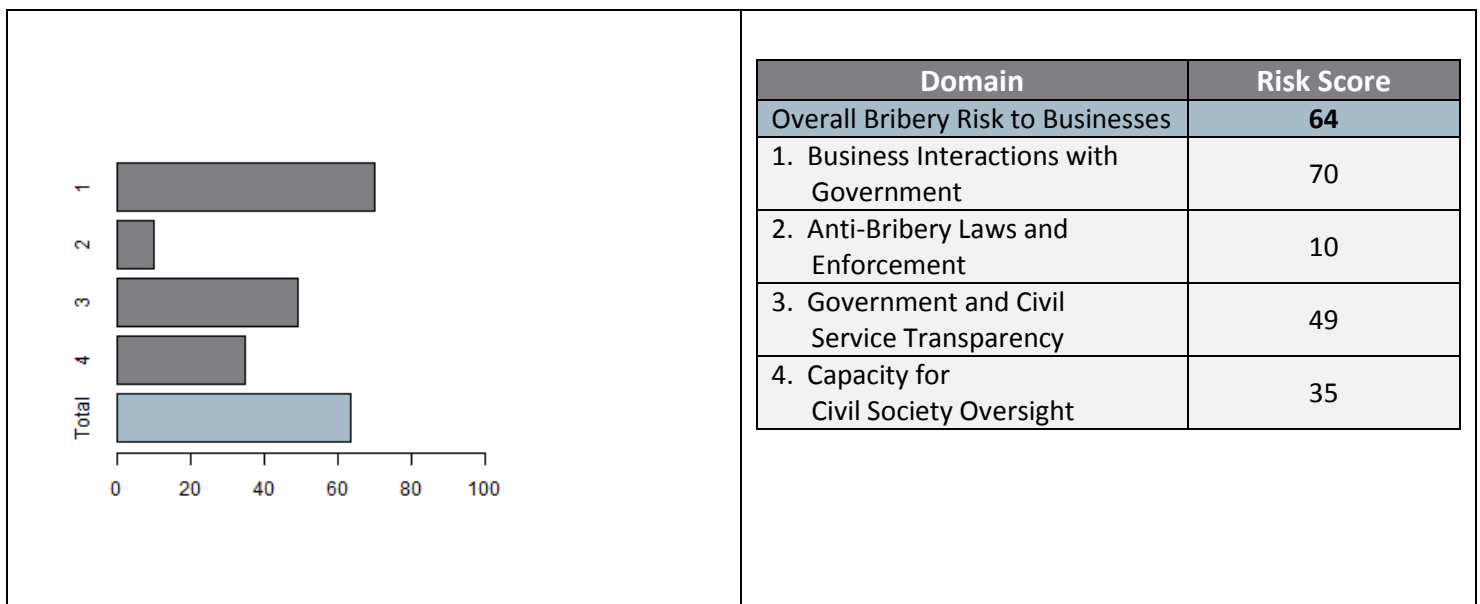 1
2
3
4
Total
0 20 40 60 80 100
Domain Risk Score
Overall Bribery Risk to Businesses 64
1. Business Interactions with
Government
70
2. Anti-Bribery Laws and
Enforcement
10
3. Government and Civil
Service Transparency
49
4. Capacity for
Civil Society Oversight
35